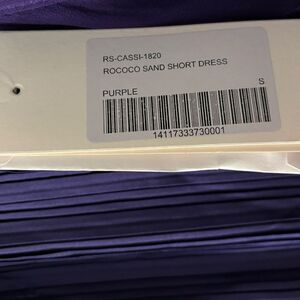 RS-CASSI-1820
ROCOCO SAND SHORT DRESS
PURPLE S
14117333730001